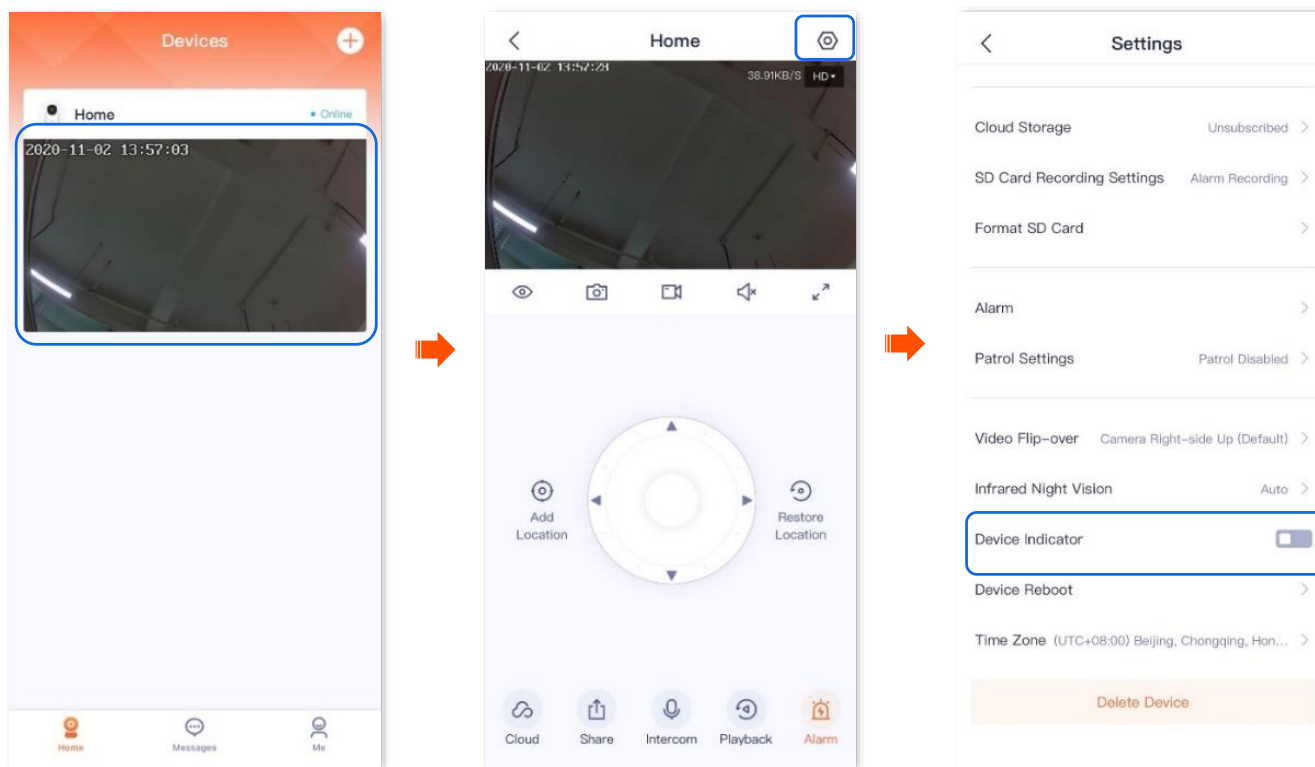 Devices
Home
• Online
2020-11-02 13:57:03
Home
Messages
Me
Home
2020-11-02 13:57:28
38.91KB/S HD
Add
Location
Restore
Location
Cloud
Share
Intercom
Playback
Alarm
Settings
Cloud Storage Unsubscribed
SD Card Recording Settings Alarm Recording
Format SD Card
Alarm
Patrol Settings Patrol Disabled
Video Flip-over Camera Right-side Up (Default)
Infrared Night Vision Auto
Device Indicator
Device Reboot
Time Zone (UTC+08:00) Beijing, Chongqing, Hon...
Delete Device